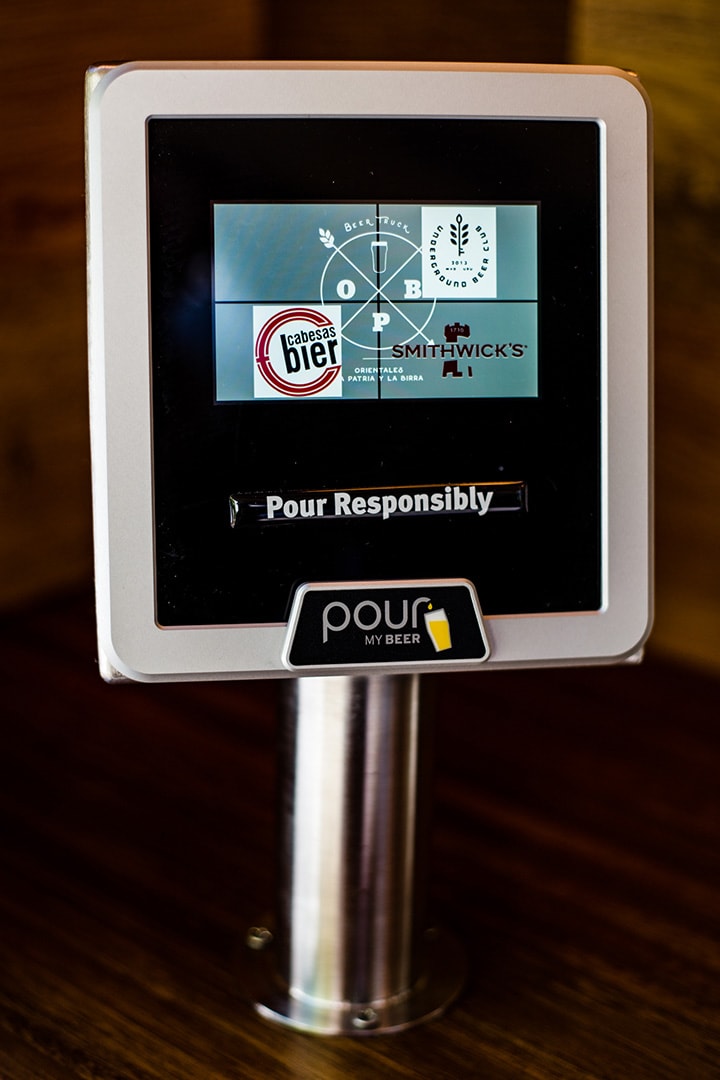 BEER TRUCK
O B
P
ORIENTALES
A PATRIA Y LA BIRRA
UNDERGROUND BEER CLUB
2013
cabesas
bier
1710
SMITHWICK'S
Pour Responsibly
pour
MY BEER